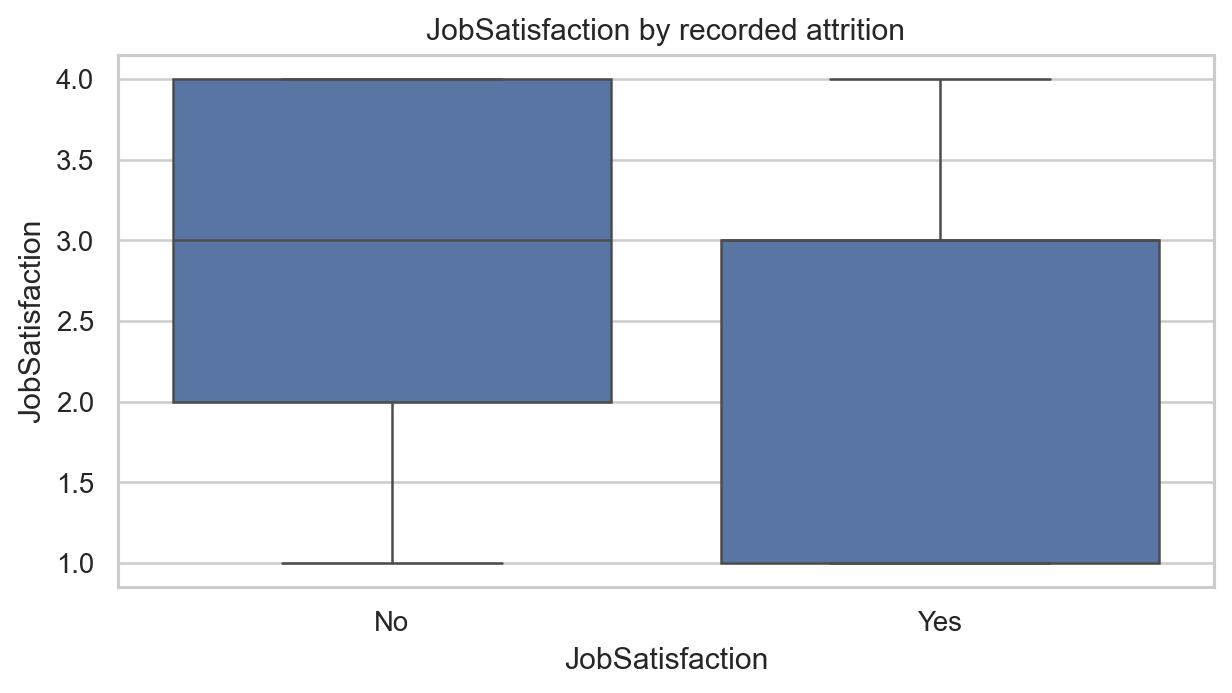 JobSatisfaction by recorded attrition
JobSatisfaction
4.0
3.5
3.0
2.5
2.0
1.5
1.0
No Yes
JobSatisfaction